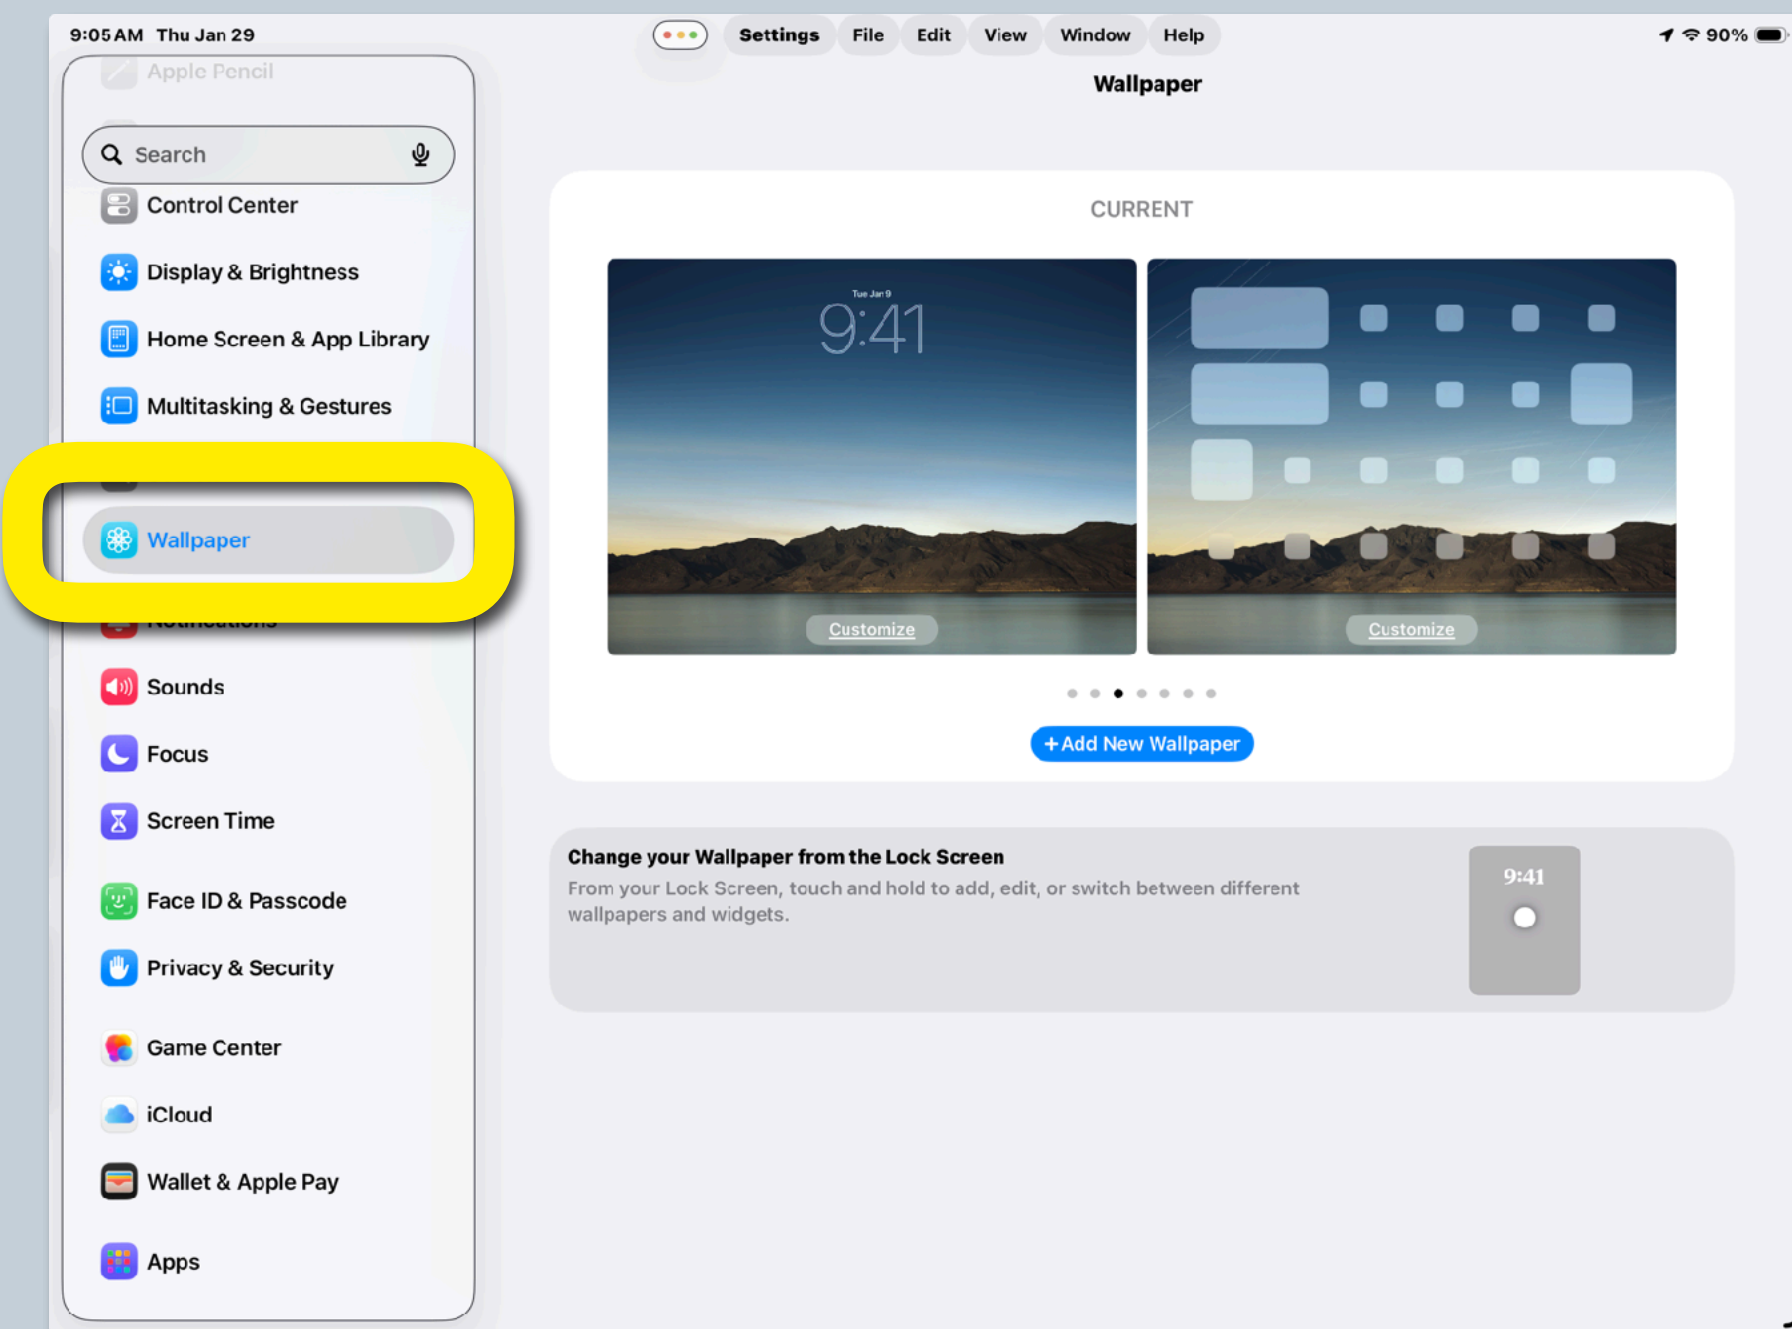 9:05 AM Thu Jan 29
Settings File Edit View Window Help
90%
Apple Pencil
Wallpaper
Search
Control Center
Display & Brightness
Home Screen & App Library
Multitasking & Gestures
Wallpaper
Notifications
Sounds
Focus
Screen Time
Face ID & Passcode
Privacy & Security
Game Center
iCloud
Wallet & Apple Pay
Apps
CURRENT
Tue Jan 9
9:41
Customize
Customize
+ Add New Wallpaper
Change your Wallpaper from the Lock Screen
From your Lock Screen, touch and hold to add, edit, or switch between different
wallpapers and widgets.
9:41